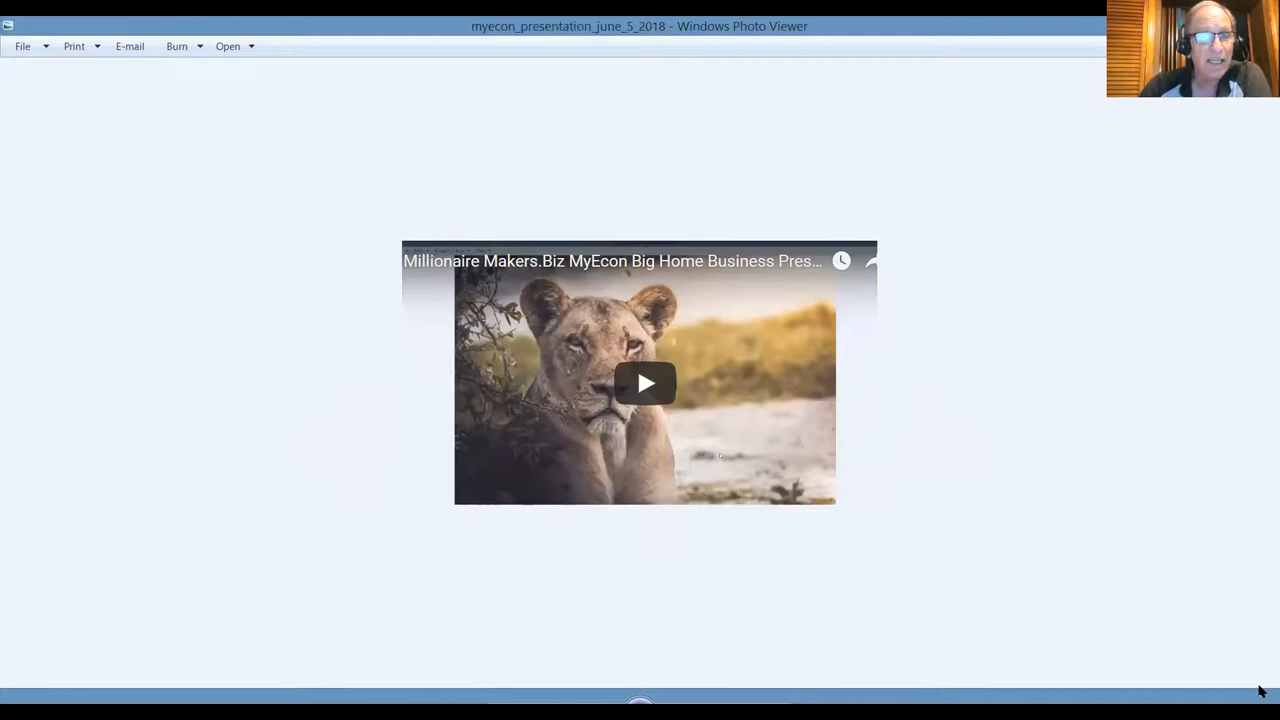 myecon_presentation_june_5_2018 - Windows Photo Viewer
File Print E-mail Burn Open
Millionaire Makers.Biz MyEcon Big Home Business Pres...